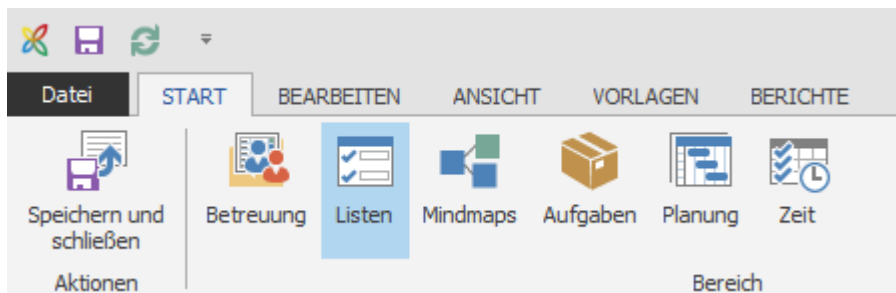 Datei START BEARBEITEN ANSICHT VORLAGEN BERICHTE
Speichern und
schließen
Betreuung Listen Mindmaps Aufgaben Planung Zeit
Aktionen Bereich